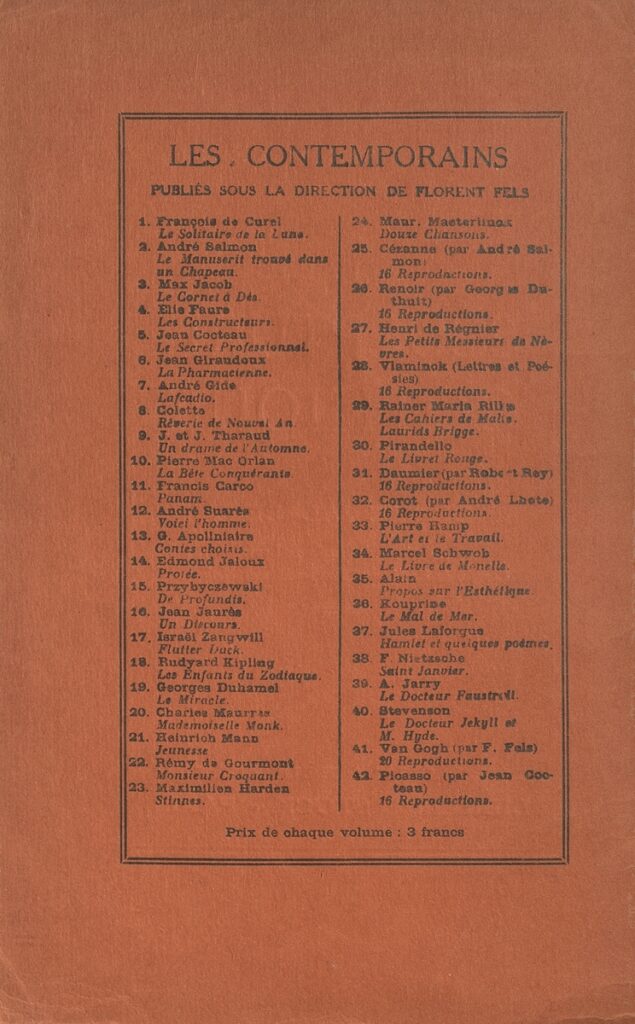 LES CONTEMPORAINS
PUBLIÉS SOUS LA DIRECTION DE FLORENT FELS
1. François de Curel
Le Solitaire de la Lune.
2. André Salmon
Le Manuscrit trouvé dans
un Chapeau.
3. Max Jacob
Le Cornet à Dés.
4. Elie Faure
Les Constructeurs.
5. Jean Cocteau
Le Secret Professionnel.
6. Jean Giraudoux
La Pharmacienne.
7. André Gide
Lafcadio.
8. Colette
Rêverie de Nouvel An.
9. J. et J. Tharaud
Un drame de l'Automne.
10. Pierre Mac Orlan
La Bête Conquérante.
11. Francis Carco
Panam.
12. André Suarès
Voici l'homme.
13. G. Apolliniaire
Contes choisis.
14. Edmond Jaloux
Protée.
15. Przybyczewski
De Profundis.
16. Jean Jaurès
Un Discours.
17. Israël Zangwill
Flutter Duck.
18. Rudyard Kipling
Les Enfants du Zodiaque.
19. Georges Duhamel
Le Miracle.
20. Charles Maurras
Mademoiselle Monk.
21. Heinrich Mann
Jeunesse
22. Rémy de Gourmont
Monsieur Croquant.
23. Maximilien Harden
Stinnes.
24. Maur. Maeterlinck
Douze Chansons.
25. Cézanne (par André Sal-
mon)
16 Reproductions.
26. Renoir (par Georges Du-
thuit)
16 Reproductions.
27. Henri de Régnier
Les Petits Messieurs de Nè-
vres.
28. Vlaminck (Lettres et Poé-
sies)
16 Reproductions.
29. Rainer Maria Rilke
Les Cahiers de Malte.
Laurids Brigge.
30. Pirandello
Le Livret Rouge.
31. Daumier (par Robert Rey)
16 Reproductions.
32. Corot (par André Lhote)
16 Reproductions.
33. Pierre Hamp
L'Art et le Travail.
34. Marcel Schwob
Le Livre de Monelle.
35. Alain
Propos sur l'Esthétique.
36. Kouprine
Le Mal de Mer.
37. Jules Laforgue
Hamlet et quelques poèmes.
38. F. Nietzsche
Saint Janvier.
39. A. Jarry
Le Docteur Faustroll.
40. Stevenson
Le Docteur Jekyll et
M. Hyde.
41. Van Gogh (par F. Fels)
20 Reproductions.
42. Picasso (par Jean Coc-
teau)
16 Reproductions.
Prix de chaque volume : 3 francs